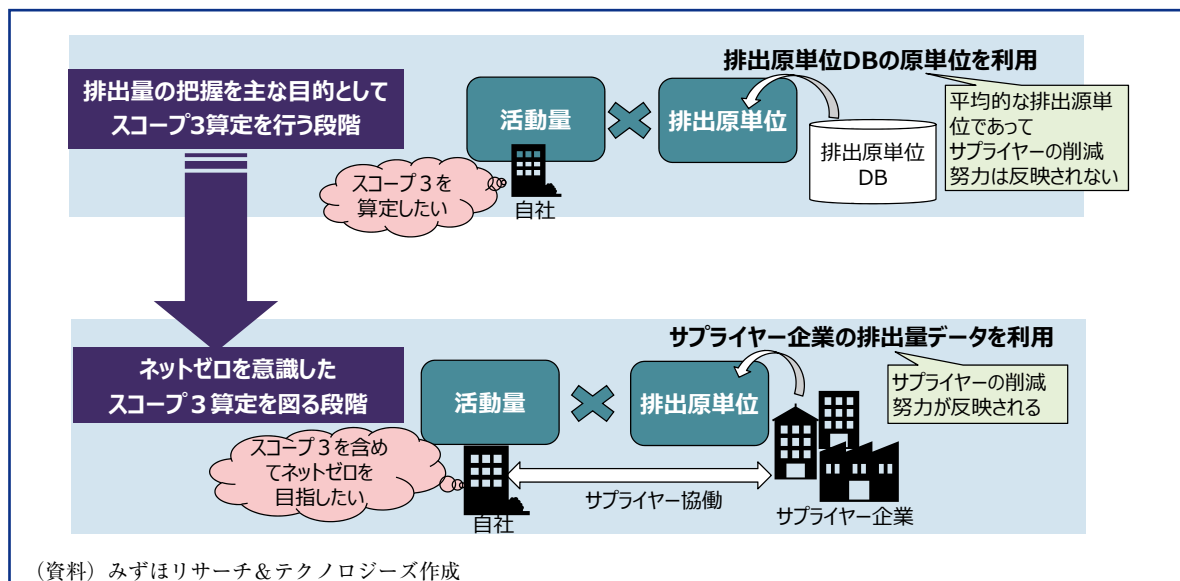 排出量の把握を主な目的として
スコープ3算定を行う段階
活動量
排出原単位
排出原単位DBの原単位を利用
排出原単位
DB
平均的な排出源単
位であって
サプライヤーの削減
努力は反映されない
スコープ３を
算定したい
自社
ネットゼロを意識した
スコープ３算定を図る段階
活動量
排出原単位
サプライヤー企業の排出量データを利用
サプライヤーの削減
努力が反映される
スコープ３を含め
てネットゼロを
目指したい
自社
サプライヤー協働
サプライヤー企業
（資料）みずほリサーチ＆テクノロジーズ作成